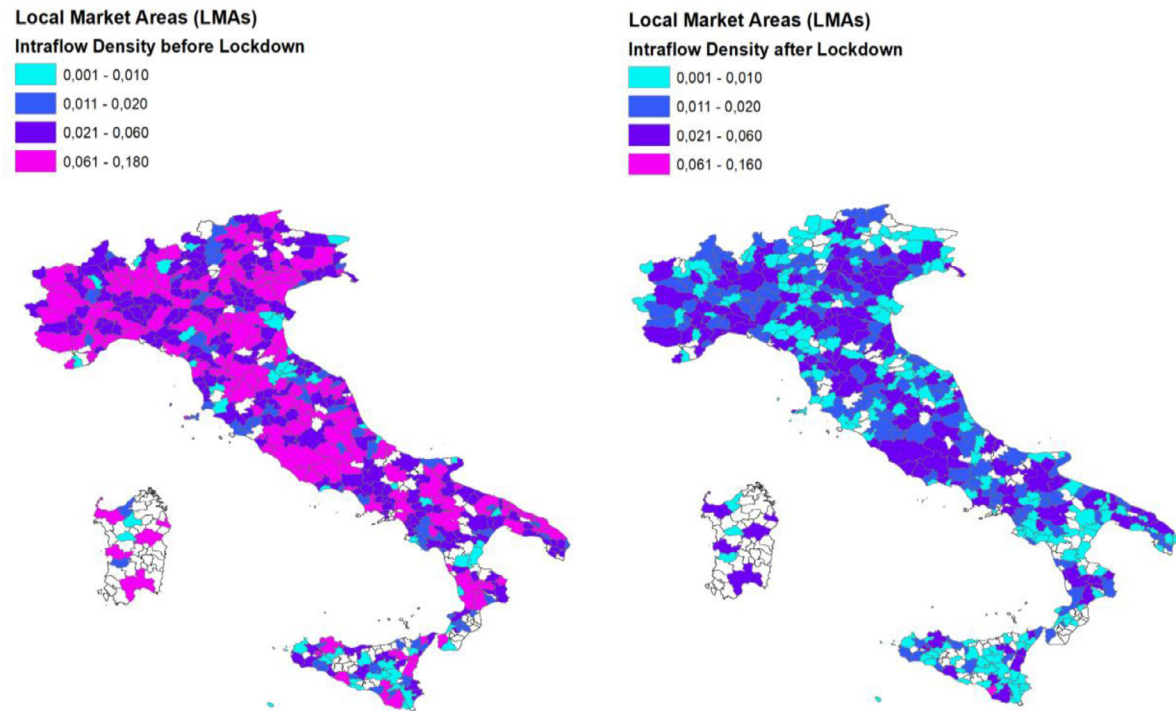 Local Market Areas (LMAs)
Intraflow Density before Lockdown
0,001 - 0,010
0,011 - 0,020
0,021 - 0,060
0,061 - 0,180
Local Market Areas (LMAs)
Intraflow Density after Lockdown
0,001 - 0,010
0,011 - 0,020
0,021 - 0,060
0,061 - 0,160